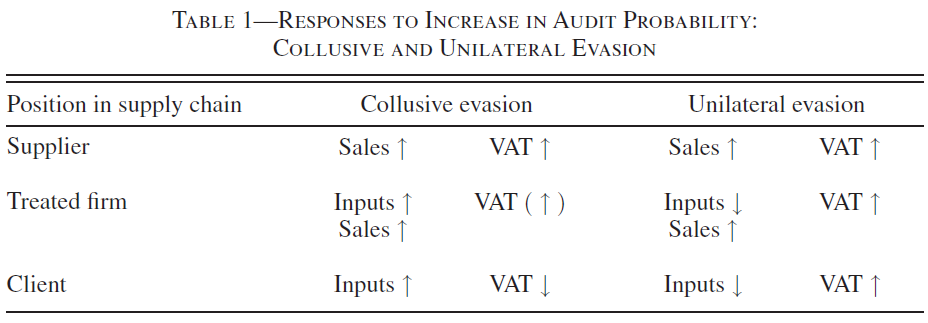 TABLE 1—RESPONSES TO INCREASE IN AUDIT PROBABILITY:
COLLUSIVE AND UNILATERAL EVASION
Position in supply chain Collusive evasion Unilateral evasion
Supplier Sales ↑ VAT ↑ Sales ↑ VAT ↑
Treated firm Inputs ↑ VAT (↑) Inputs ↓ VAT ↑
Sales ↑ Sales ↑
Client Inputs ↑ VAT ↓ Inputs ↓ VAT ↑